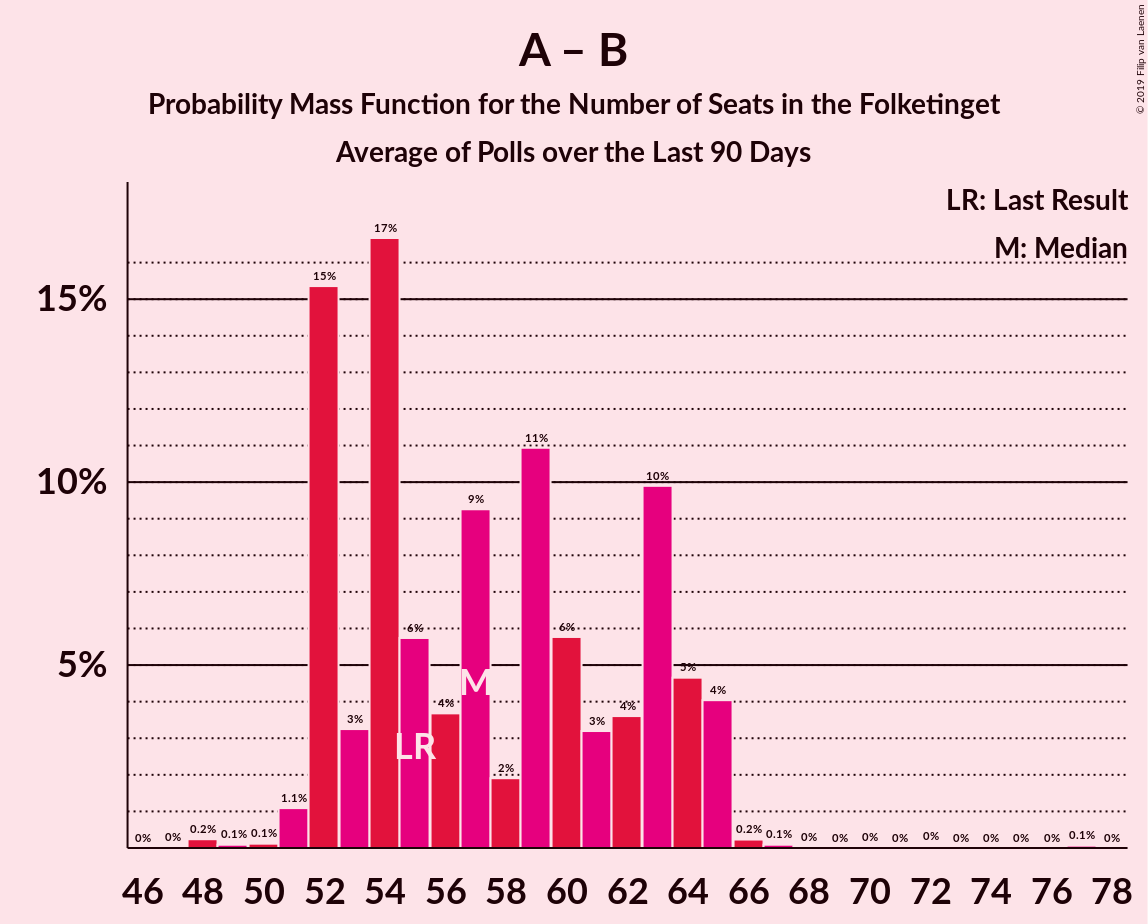 A – B
Probability Mass Function for the Number of Seats in the Folketinget
Average of Polls over the Last 90 Days
© 2019 Filip van Laenen
LR: Last Result
M: Median
15%
10%
5%
0% 0% 0.2% 0.1% 0.1% 1.1% 15% 3% 17% 6% 4% 9% 2% 11% 6% 3% 4% 10% 5% 4% 0.2% 0.1% 0% 0% 0% 0% 0% 0% 0% 0% 0% 0.1% 0%
M
LR
46 48 50 52 54 56 58 60 62 64 66 68 70 72 74 76 78